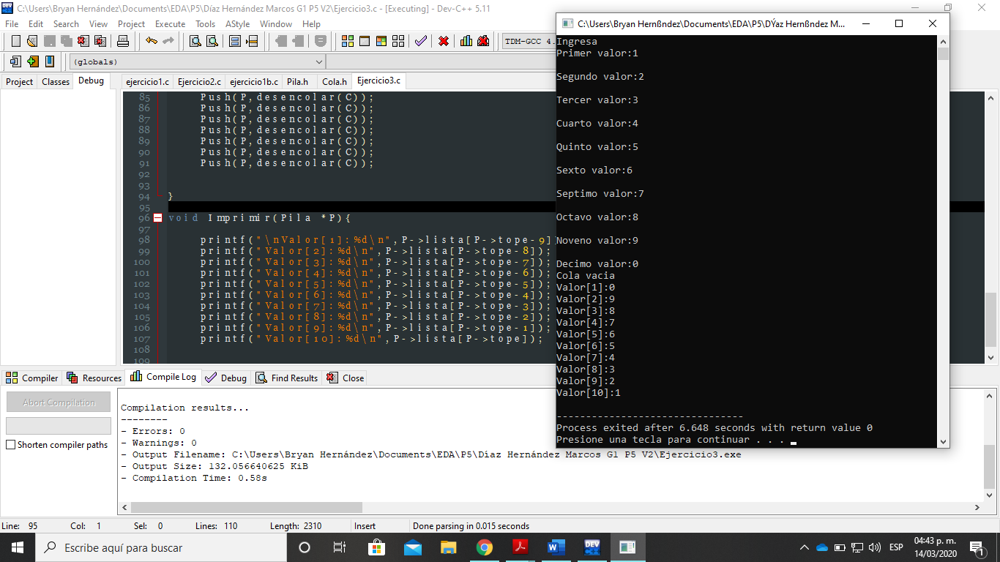 C:\Users\Bryan Hernández\Documents\EDA\P5\Díaz Hernández Marcos G1 P5 V2\Ejercicio3.c - [Executing] - Dev-C++ 5.11
File Edit Search View Project Execute Tools AStyle Window Help
TDM-GCC 4.
(globals)
Project Classes Debug
ejercicio1.c Ejercicio2.c ejercicio1b.c Pila.h Cola.h Ejercicio3.c
85 Push(P,desencolar(C));
86 Push(P,desencolar(C));
87 Push(P,desencolar(C));
88 Push(P,desencolar(C));
89 Push(P,desencolar(C));
90 Push(P,desencolar(C));
91 Push(P,desencolar(C));
92
93
94 }
95
96 void Imprimir(Pila *P){
97
98 printf("\nValor[1]:%d\n",P->lista[P->tope-9]
99 printf("Valor[2]:%d\n",P->lista[P->tope-8]);
100 printf("Valor[3]:%d\n",P->lista[P->tope-7]);
101 printf("Valor[4]:%d\n",P->lista[P->tope-6]);
102 printf("Valor[5]:%d\n",P->lista[P->tope-5]);
103 printf("Valor[6]:%d\n",P->lista[P->tope-4]);
104 printf("Valor[7]:%d\n",P->lista[P->tope-3]);
105 printf("Valor[8]:%d\n",P->lista[P->tope-2]);
106 printf("Valor[9]:%d\n",P->lista[P->tope-1]);
107 printf("Valor[10]:%d\n",P->lista[P->tope]);
108
109
C:\Users\Bryan Hernßndez\Documents\EDA\P5\DÝaz Hernßndez M...
Ingresa
Primer valor:1
Segundo valor:2
Tercer valor:3
Cuarto valor:4
Quinto valor:5
Sexto valor:6
Septimo valor:7
Octavo valor:8
Noveno valor:9
Decimo valor:0
Cola vacia
Valor[1]:0
Valor[2]:9
Valor[3]:8
Valor[4]:7
Valor[5]:6
Valor[6]:5
Valor[7]:4
Valor[8]:3
Valor[9]:2
Valor[10]:1
--------------------------------
Process exited after 6.648 seconds with return value 0
Presione una tecla para continuar . . .
Compiler Resources Compile Log Debug Find Results Close
Abort Compilation
Shorten compiler paths
Compilation results...
--------
- Errors: 0
- Warnings: 0
- Output Filename: C:\Users\Bryan Hernández\Documents\EDA\P5\Díaz Hernández Marcos G1 P5 V2\Ejercicio3.exe
- Output Size: 132.056640625 KiB
- Compilation Time: 0.58s
Line: 95 Col: 1 Sel: 0 Lines: 110 Length: 2310 Insert Done parsing in 0.015 seconds
Escribe aquí para buscar
ESP
04:43 p. m.
14/03/2020
1